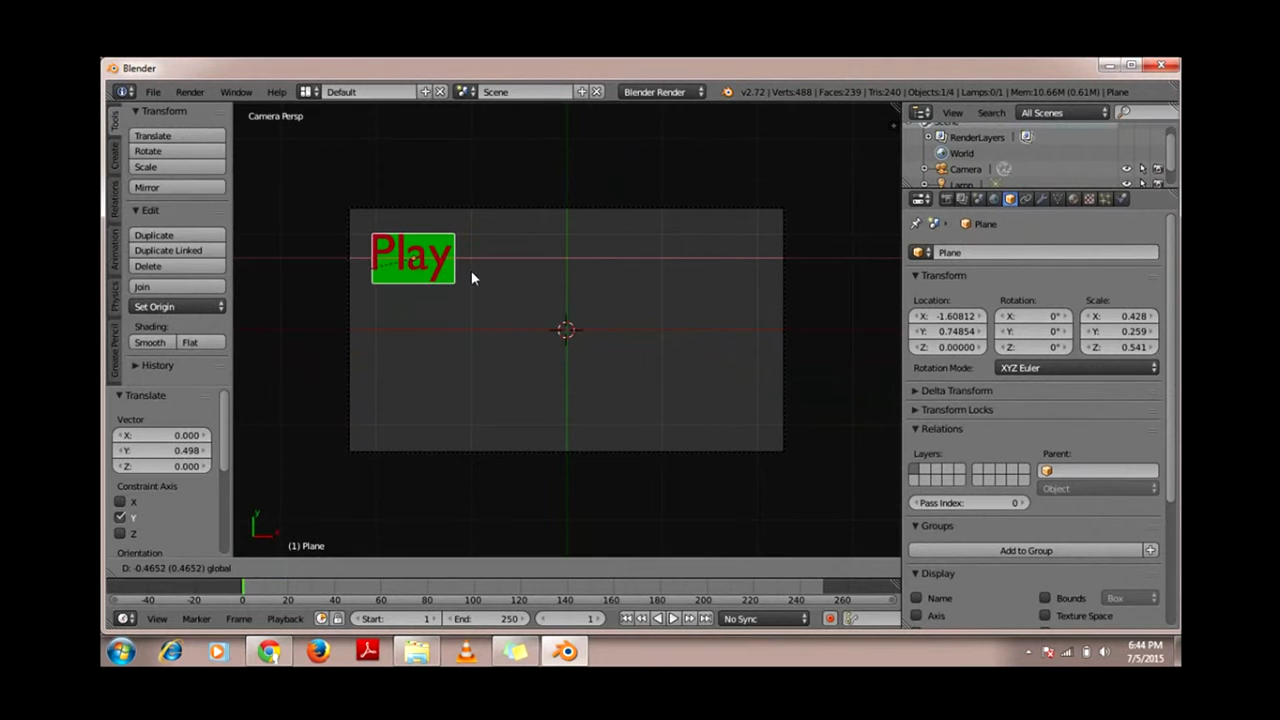 Blender
File Render Window Help Default Scene Blender Render v2.72 | Verts:488 | Faces:239 | Tris:240 | Objects:1/4 | Lamps:0/1 | Mem:10.66M (0.61M) | Plane
Transform
Translate
Rotate
Scale
Mirror
Edit
Duplicate
Duplicate Linked
Delete
Join
Set Origin
Shading:
Smooth Flat
History
Translate
Vector
X: 0.000
Y: 0.498
Z: 0.000
Constraint Axis
X
Y
Z
Orientation
Tools
Create
Relations
Animation
Physics
Grease Pencil
Camera Persp
Play
y
x
(1) Plane
D: -0.4652 (0.4652) global
-40 -20 0 20 40 60 80 100 120 140 160 180 200 220 240 260
View Marker Frame Playback Start: 1 End: 250 1 No Sync
View Search All Scenes
Scene
RenderLayers
World
Camera
Lamp
Plane
Plane
Transform
Location: Rotation: Scale:
X: -1.60812 X: 0° X: 0.428
Y: 0.74854 Y: 0° Y: 0.259
Z: 0.00000 Z: 0° Z: 0.541
Rotation Mode: XYZ Euler
Delta Transform
Transform Locks
Relations
Layers: Parent:
Object
Pass Index: 0
Groups
Add to Group
Display
Name Bounds Box
Axis Texture Space
6:44 PM
7/5/2015